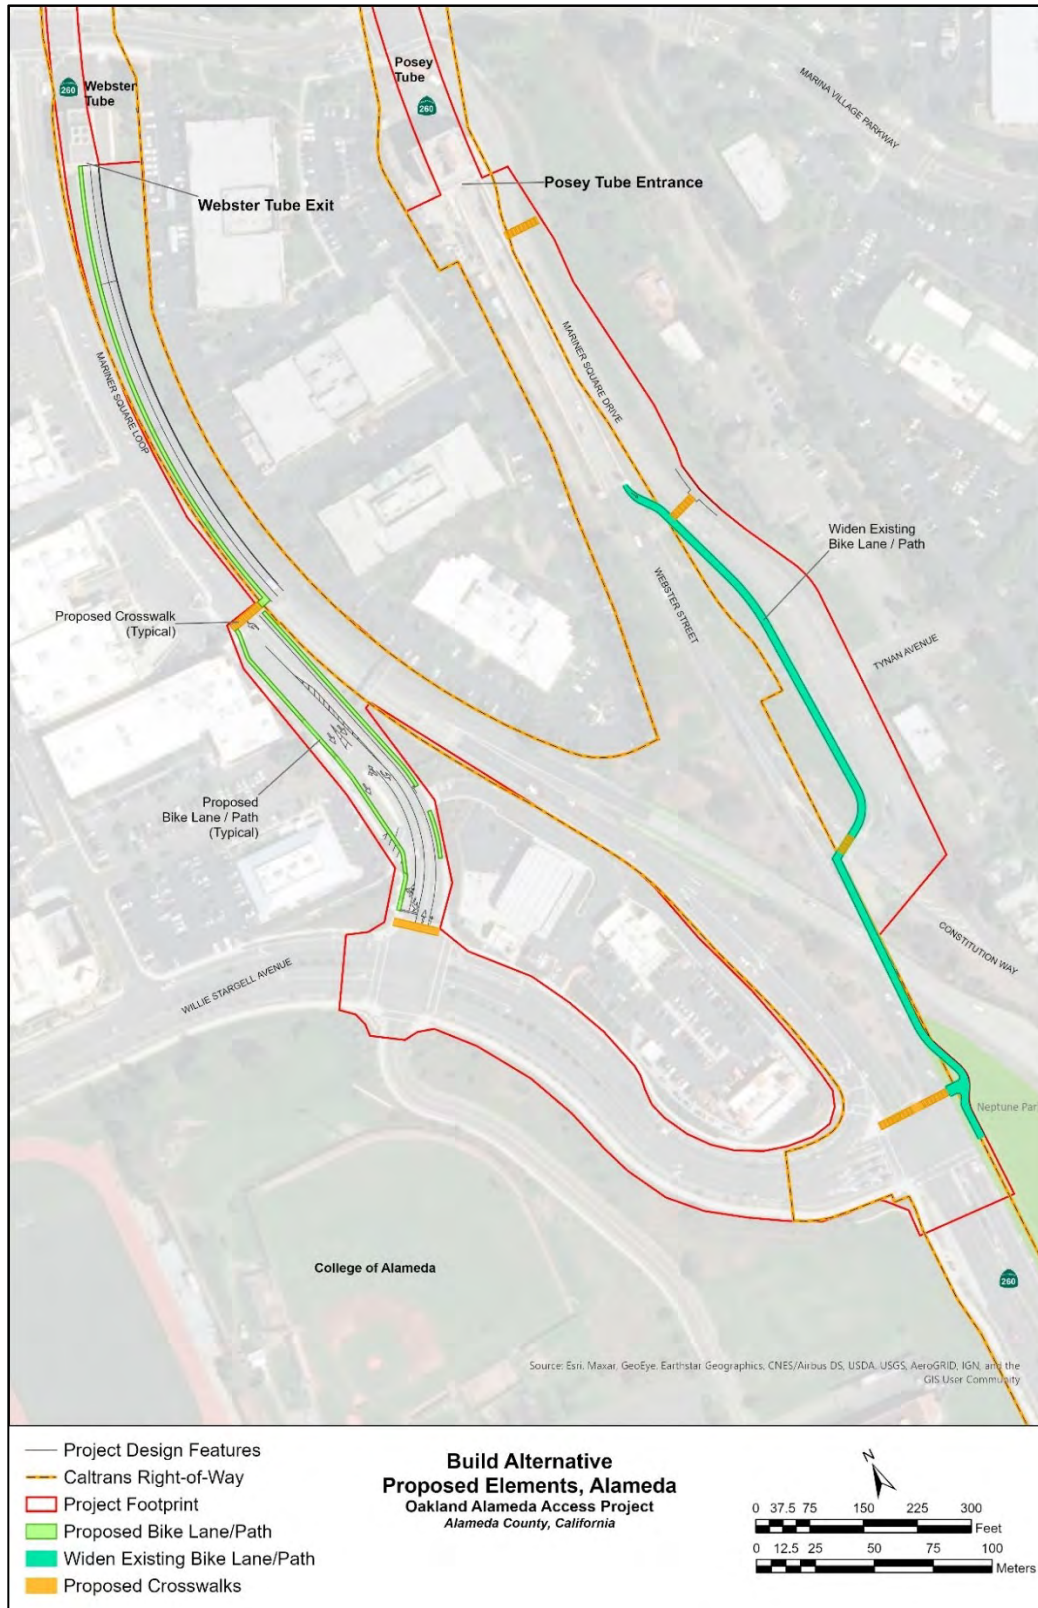 Webster
Tube
260
Posey
Tube
260
MARINA VILLAGE PARKWAY
Webster Tube Exit
Posey Tube Entrance
MARINER SQUARE LOOP
MARINER SQUARE DRIVE
Widen Existing
Bike Lane / Path
WEBSTER STREET
Proposed Crosswalk
(Typical)
TYNAN AVENUE
Proposed
Bike Lane / Path
(Typical)
CONSTITUTION WAY
WILLIE STARGELL AVENUE
Neptune Par
College of Alameda
260
Source: Esri, Maxar, GeoEye, Earthstar Geographics, CNES/Airbus DS, USDA, USGS, AeroGRID, IGN, and the
GIS User Community
Project Design Features
Caltrans Right-of-Way
Project Footprint
Proposed Bike Lane/Path
Widen Existing Bike Lane/Path
Proposed Crosswalks
Build Alternative
Proposed Elements, Alameda
Oakland Alameda Access Project
Alameda County, California
N
0 37.5 75 150 225 300
Feet
0 12.5 25 50 75 100
Meters